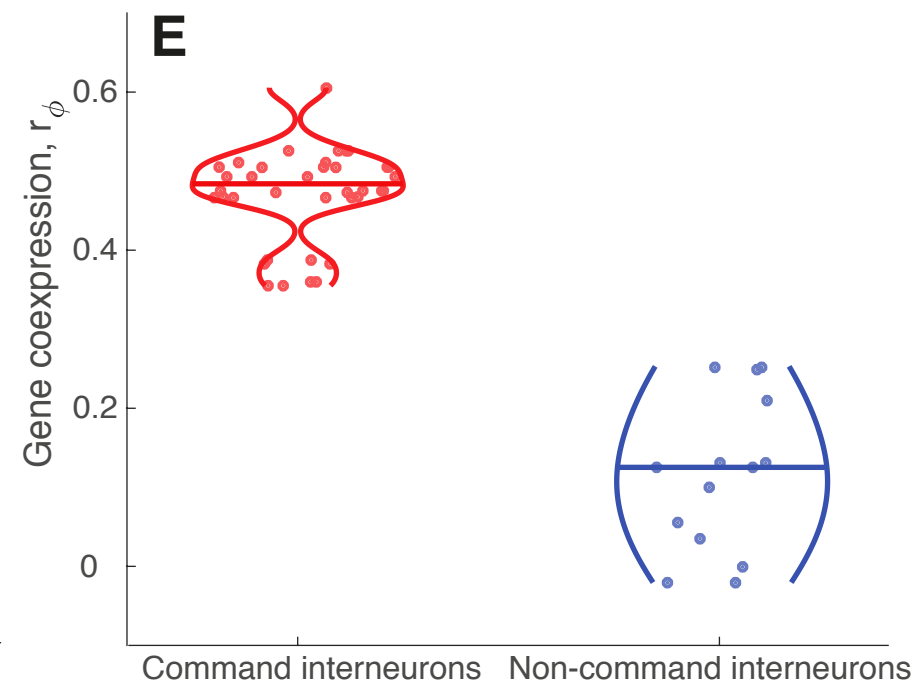 E
Gene coexpression, rϕ
0.6
0.4
0.2
0
Command interneurons
Non-command interneurons